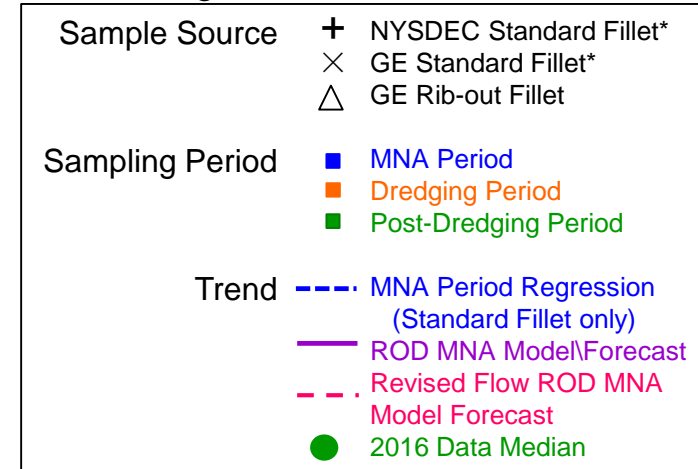 Sample Source + NYSDEC Standard Fillet*
× GE Standard Fillet*
△ GE Rib-out Fillet
Sampling Period MNA Period
Dredging Period
Post-Dredging Period
Trend MNA Period Regression
(Standard Fillet only)
ROD MNA Model\Forecast
Revised Flow ROD MNA
Model Forecast
2016 Data Median